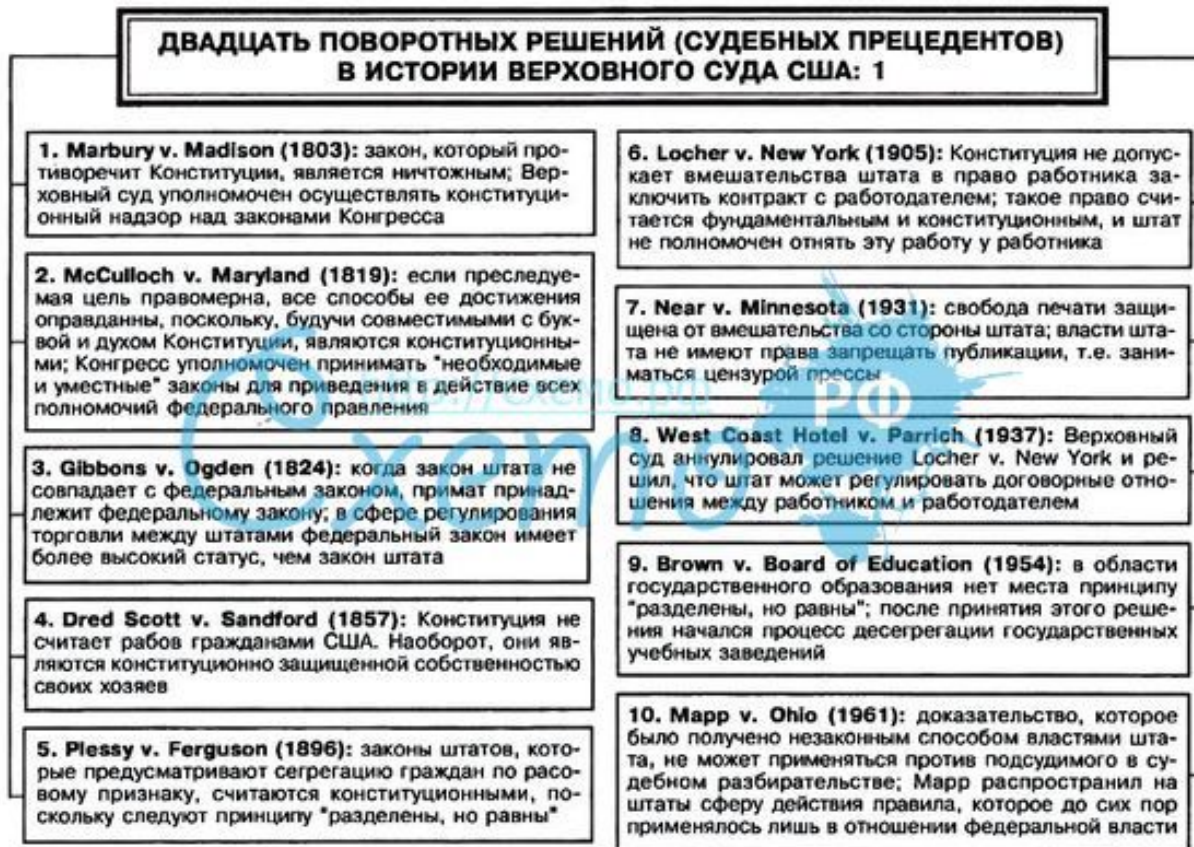 ДВАДЦАТЬ ПОВОРОТНЫХ РЕШЕНИЙ (СУДЕБНЫХ ПРЕЦЕДЕНТОВ)
В ИСТОРИИ ВЕРХОВНОГО СУДА США: 1
1. Marbury v. Madison (1803): закон, который про-
тиворечит Конституции, является ничтожным; Вер-
ховный суд уполномочен осуществлять конституци-
онный надзор над законами Конгресса
2. McCulloch v. Maryland (1819): если преследуе-
мая цель правомерна, все способы ее достижения
оправданны, поскольку, будучи совместимыми с бук-
вой и духом Конституции, являются конституционны-
ми; Конгресс уполномочен принимать "необходимые
и уместные" законы для приведения в действие всех
полномочий федерального правления
3. Gibbons v. Ogden (1824): когда закон штата не
совпадает с федеральным законом, примат принад-
лежит федеральному закону; в сфере регулирования
торговли между штатами федеральный закон имеет
более высокий статус, чем закон штата
4. Dred Scott v. Sandford (1857): Конституция не
считает рабов гражданами США. Наоборот, они яв-
ляются конституционно защищенной собственностью
своих хозяев
5. Plessy v. Ferguson (1896): законы штатов, кото-
рые предусматривают сегрегацию граждан по расо-
вому признаку, считаются конституционными, по-
скольку следуют принципу "разделены, но равны"
6. Locher v. New York (1905): Конституция не допус-
кает вмешательства штата в право работника за-
ключить контракт с работодателем; такое право счи-
тается фундаментальным и конституционным, и штат
не полномочен отнять эту работу у работника
7. Near v. Minnesota (1931): свобода печати защи-
щена от вмешательства со стороны штата; власти шта-
та не имеют права запрещать публикации, т.е. зани-
маться цензурой прессы
8. West Coast Hotel v. Parrich (1937): Верховный
суд аннулировал решение Locher v. New York и ре-
шил, что штат может регулировать договорные отно-
шения между работником и работодателем
9. Brown v. Board of Education (1954): в области
государственного образования нет места принципу
"разделены, но равны"; после принятия этого реше-
ния начался процесс десегрегации государственных
учебных заведений
10. Mapp v. Ohio (1961): доказательство, которое
было получено незаконным способом властями шта-
та, не может применяться против подсудимого в су-
дебном разбирательстве; Mapp распространил на
штаты сферу действия правила, которое до сих пор
применялось лишь в отношении федеральной власти
http://схемо.рф
Схемо
РФ